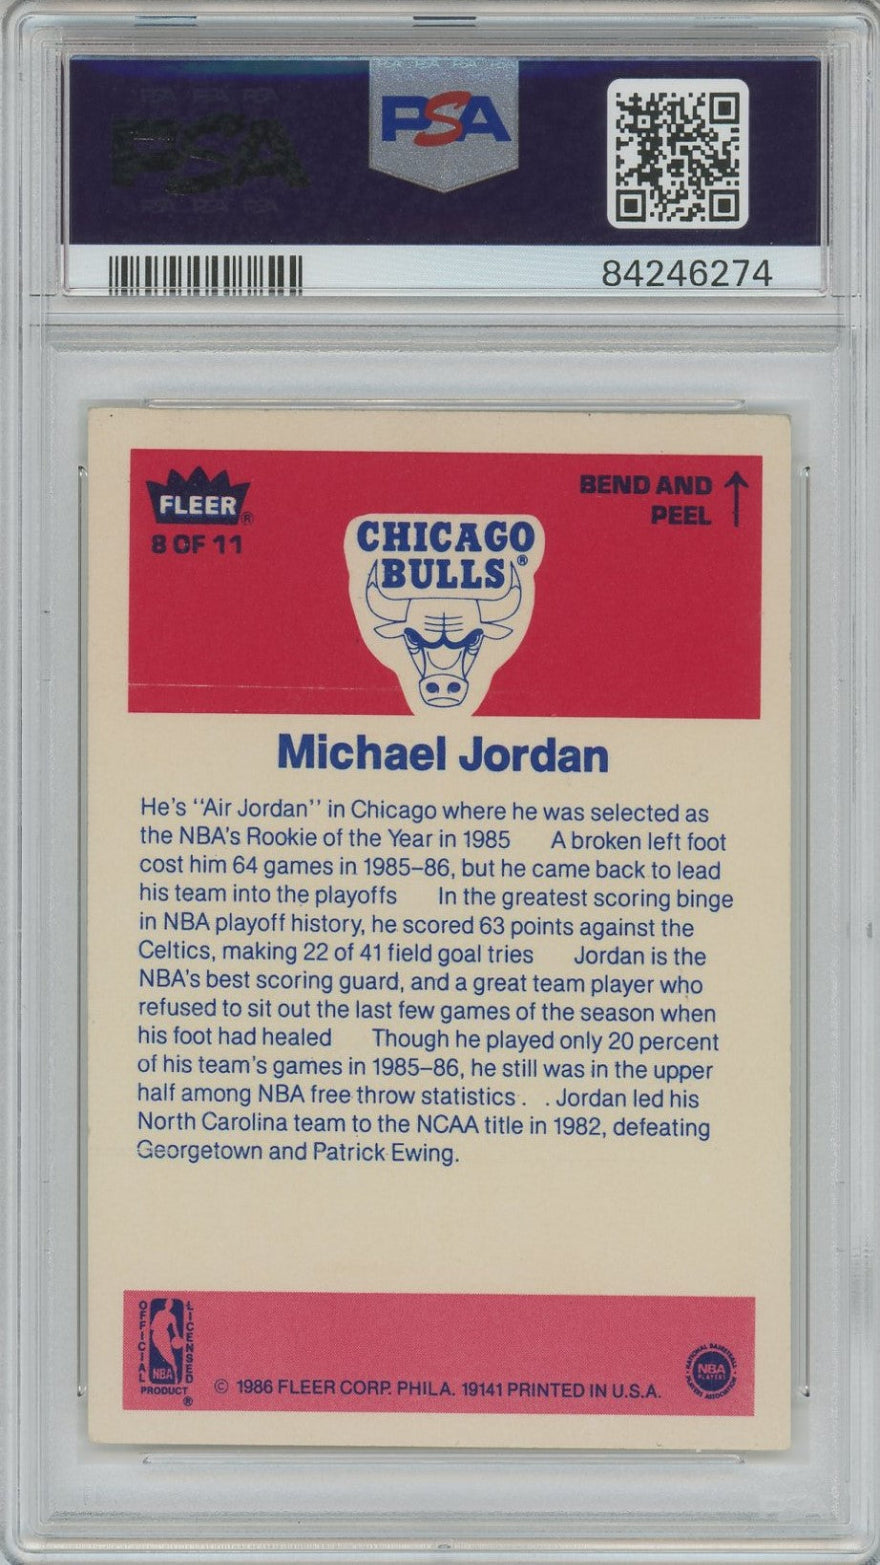 PSA
PSA
84246274
FLEER®
8 OF 11
BEND AND
PEEL
CHICAGO
BULLS®
Michael Jordan
He's "Air Jordan" in Chicago where he was selected as
the NBA's Rookie of the Year in 1985 A broken left foot
cost him 64 games in 1985–86, but he came back to lead
his team into the playoffs In the greatest scoring binge
in NBA playoff history, he scored 63 points against the
Celtics, making 22 of 41 field goal tries Jordan is the
NBA's best scoring guard, and a great team player who
refused to sit out the last few games of the season when
his foot had healed Though he played only 20 percent
of his team's games in 1985–86, he still was in the upper
half among NBA free throw statistics . . Jordan led his
North Carolina team to the NCAA title in 1982, defeating
Georgetown and Patrick Ewing.
OFFICIAL
LICENSED
NBA
PRODUCT
®
© 1986 FLEER CORP. PHILA. 19141 PRINTED IN U.S.A.
NATIONAL BASKETBALL
NBA
PLAYERS
PLAYERS ASSOCIATION